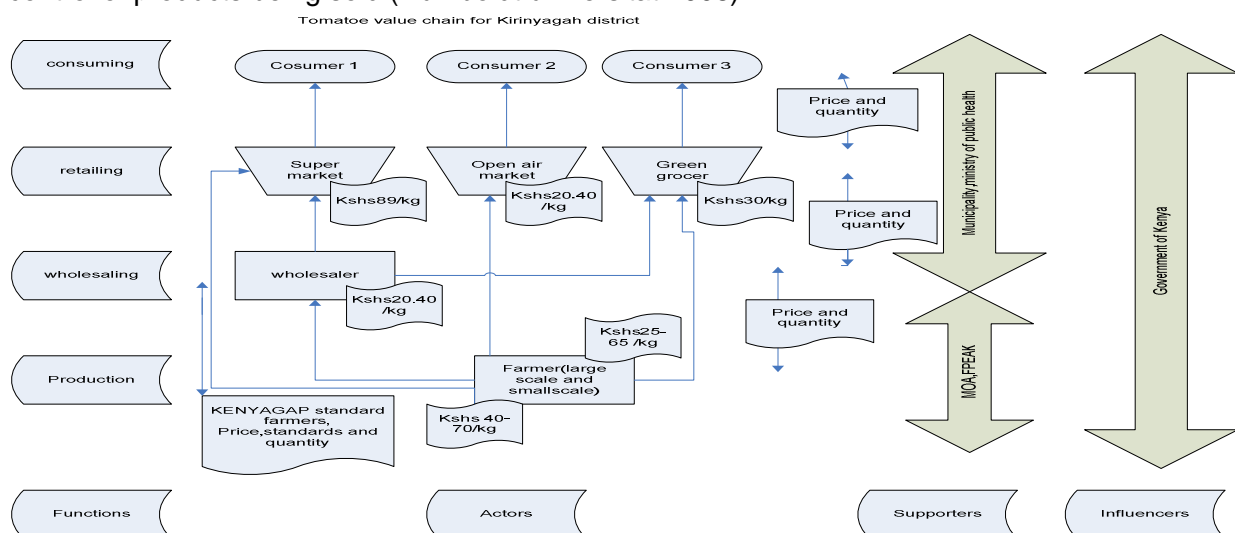 products being sold
Tomatoe value chain for Kirinyagah district
consuming
Cosumer 1
Consumer 2
Consumer 3
Price and
quantity
retailing
Super
market
Open air
market
Green
grocer
Kshs89/kg
Kshs20.40
/kg
Kshs30/kg
Price and
quantity
Municipality,ministry of public health
Government of Kenya
wholesaling
wholesaler
Kshs20.40
/kg
Price and
quantity
Kshs25-
65 /kg
Production
Farmer(large
scale and
smallscale)
MOA,FPEAK
KENYAGAP standard
farmers,
Price,standards and
quantity
Kshs 40-
70/kg
Functions
Actors
Supporters
Influencers